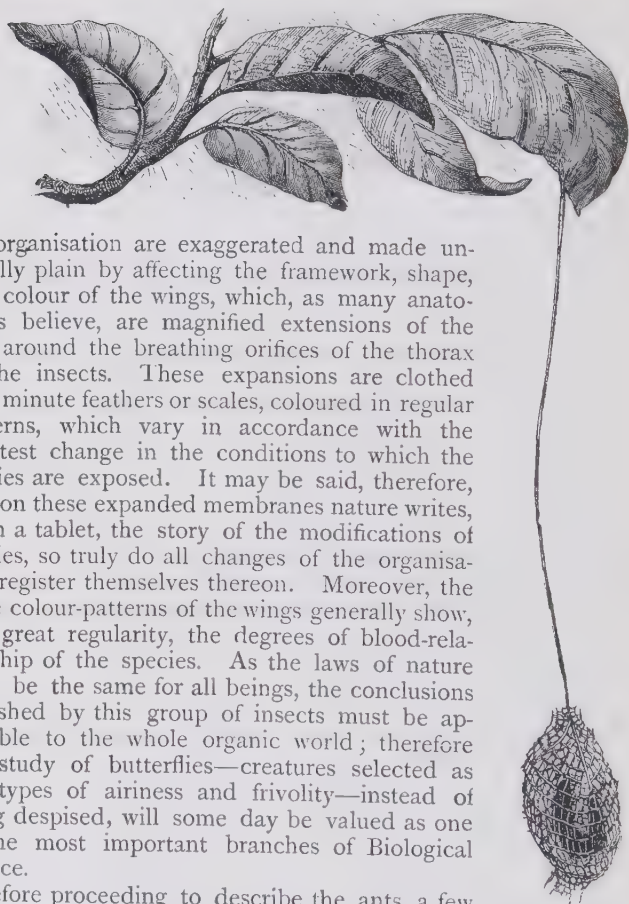 organisation are exaggerated and made un-
lly plain by affecting the framework, shape,
colour of the wings, which, as many anato-
s believe, are magnified extensions of the
around the breathing orifices of the thorax
he insects. These expansions are clothed
minute feathers or scales, coloured in regular
erns, which vary in accordance with the
test change in the conditions to which the
ies are exposed. It may be said, therefore,
on these expanded membranes nature writes,
n a tablet, the story of the modifications of
ies, so truly do all changes of the organisa-
register themselves thereon. Moreover, the
e colour-patterns of the wings generally show,
great regularity, the degrees of blood-rela-
hip of the species. As the laws of nature
be the same for all beings, the conclusions
shed by this group of insects must be ap-
ble to the whole organic world; therefore
study of butterflies—creatures selected as
types of airiness and frivolity—instead of
g despised, will some day be valued as one
he most important branches of Biological
ce.
efore proceeding to describe the ants, a few